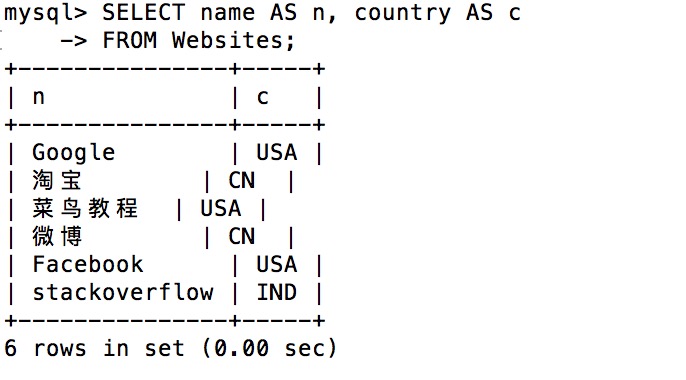 mysql> SELECT name AS n, country AS c
    -> FROM Websites;
+---------------+-----+
| n             | c   |
+---------------+-----+
| Google        | USA |
| 淘宝        | CN  |
| 菜鸟教程  | USA |
| 微博        | CN  |
| Facebook      | USA |
| stackoverflow | IND |
+---------------+-----+
6 rows in set (0.00 sec)